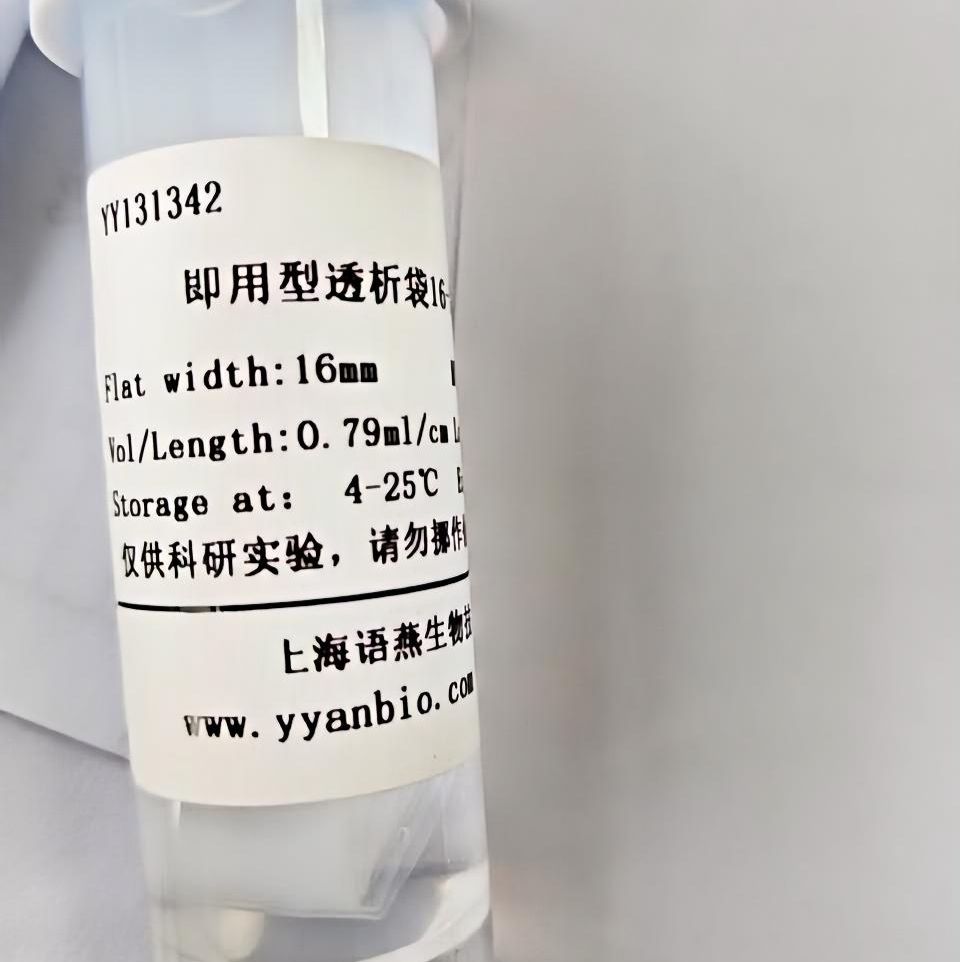 YY131342
即用型透析袋16-
Flat width:16mm
Vol/Length:0.79ml/cm
Storage at: 4-25℃
仅供科研实验，请勿挪作
上海语燕生物技
www.yyanbio.com